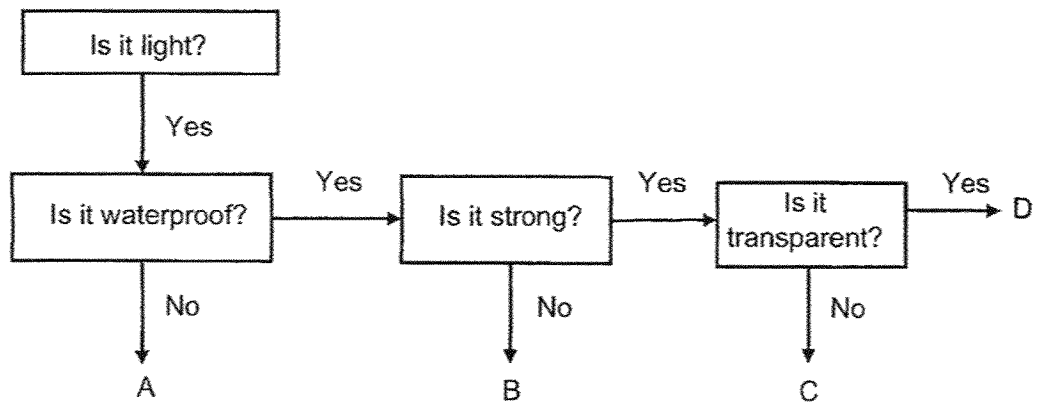 Is it light?
Yes
Is it waterproof?
Yes
Is it strong?
Yes
Is it
transparent?
Yes
D
No
No
No
A
B
C